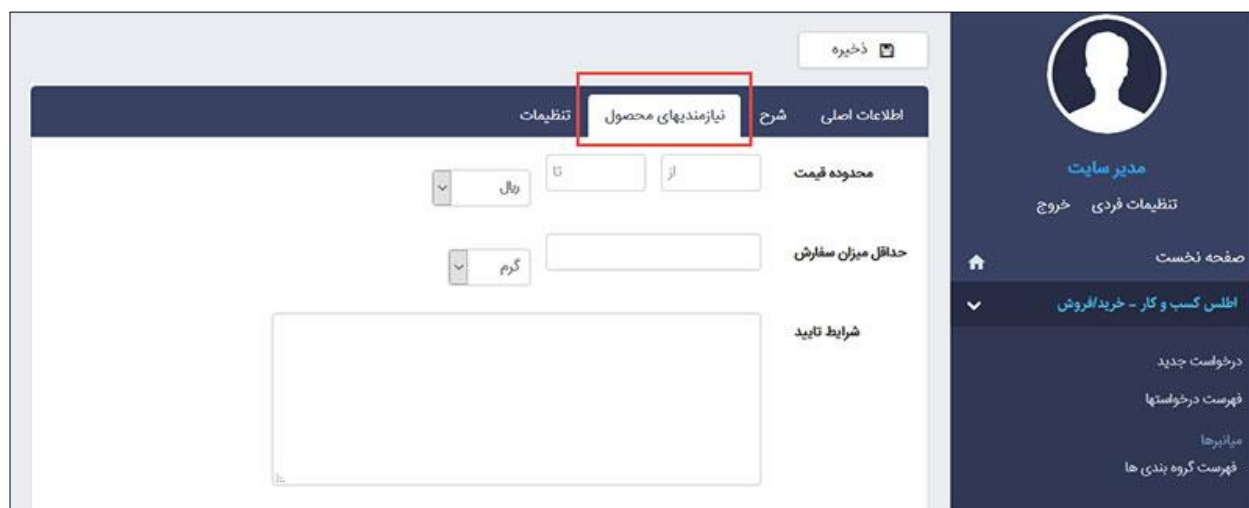 مدیر سایت
تنظیمات فردی خروج
صفحه نخست
اطلس کسب و کار - خرید/فروش
درخواست جدید
فهرست درخواستها
میانبرها
فهرست گروه بندی ها
ذخیره
اطلاعات اصلی شرح نیازمندیهای محصول تنظیمات
محدوده قیمت از تا ریال
حداقل میزان سفارش گرم
شرایط تایید